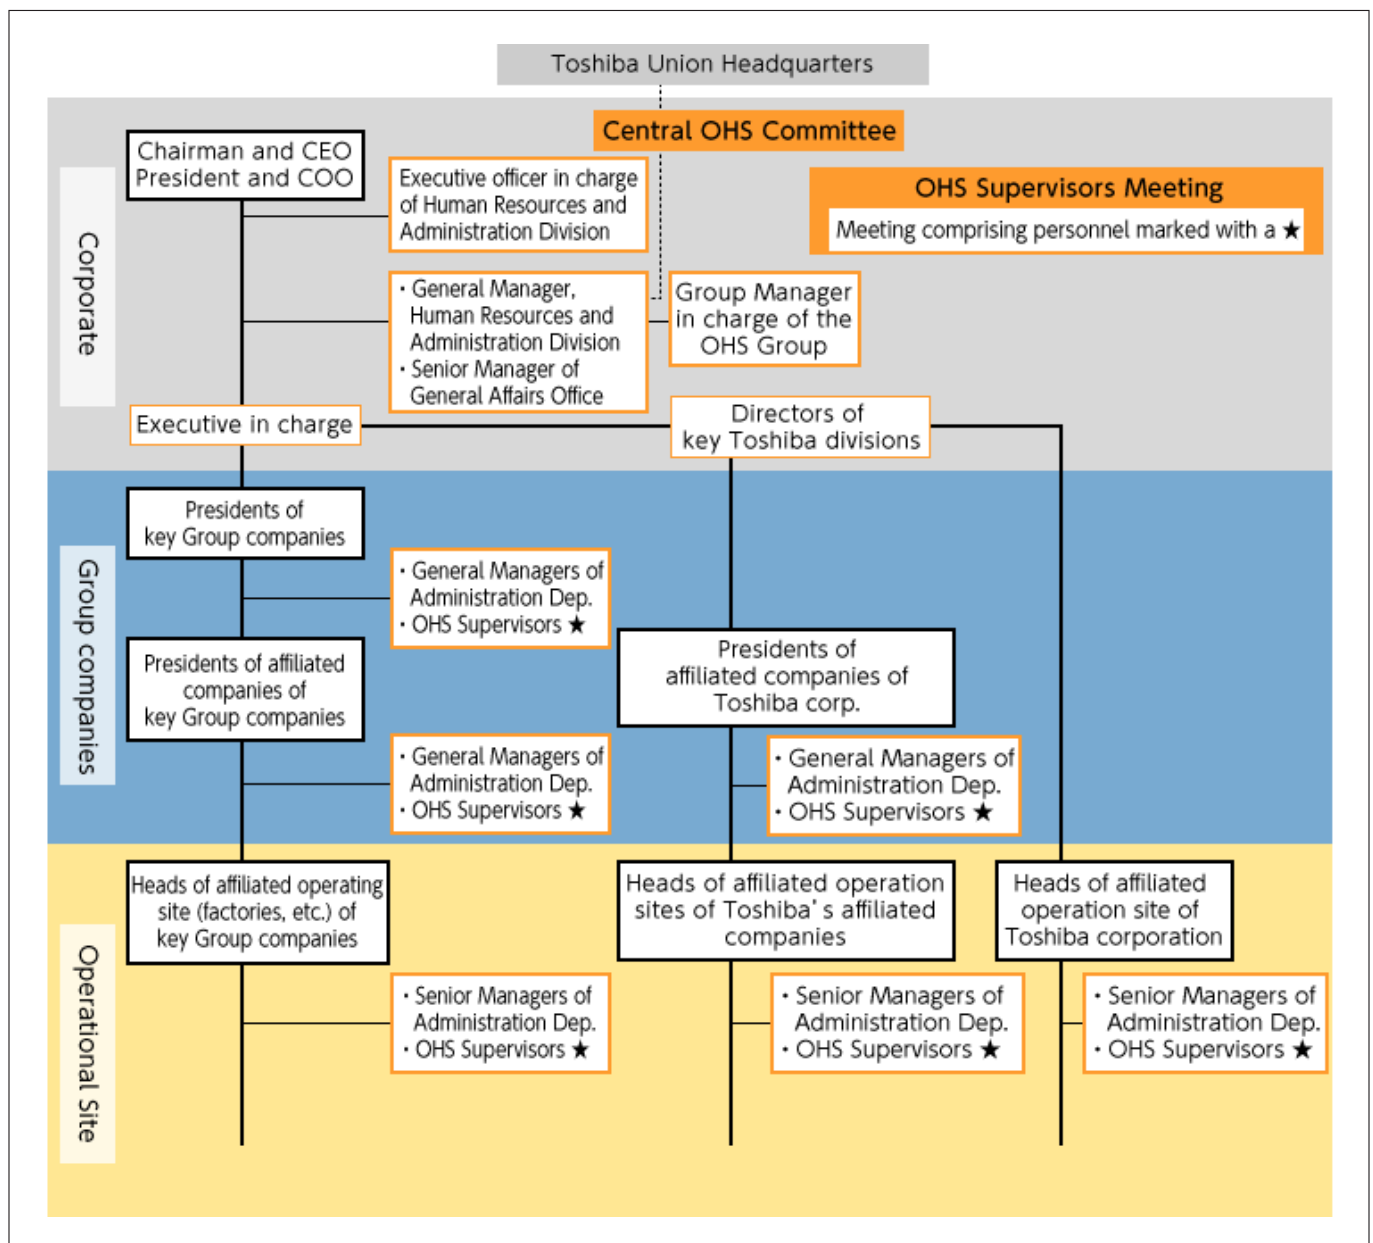 Toshiba Union Headquarters
Central OHS Committee
Chairman and CEO
President and COO
Executive officer in charge
of Human Resources and
Administration Division
OHS Supervisors Meeting
Meeting comprising personnel marked with a ★
Corporate
・General Manager,
Human Resources and
Administration Division
・Senior Manager of
General Affairs Office
Group Manager
in charge of the
OHS Group
Executive in charge
Directors of
key Toshiba divisions
Group companies
Presidents of
key Group companies
・General Managers of
Administration Dep.
・OHS Supervisors ★
Presidents of affiliated
companies of
key Group companies
Presidents of
affiliated companies of
Toshiba corp.
・General Managers of
Administration Dep.
・OHS Supervisors ★
・General Managers of
Administration Dep.
・OHS Supervisors ★
Operational Site
Heads of affiliated operating
site (factories, etc.) of
key Group companies
Heads of affiliated operation
sites of Toshiba's affiliated
companies
Heads of affiliated
operation site of
Toshiba corporation
・Senior Managers of
Administration Dep.
・OHS Supervisors ★
・Senior Managers of
Administration Dep.
・OHS Supervisors ★
・Senior Managers of
Administration Dep.
・OHS Supervisors ★